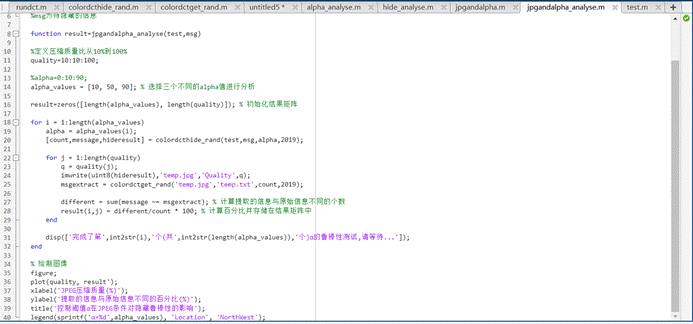 rundct.m colordcthide_rand.m colordctget_rand.m untitled5 * alpha_analyse.m hide_analyse.m jpgandalpha.m jpgandalpha_analyse.m test.m +
6 %msg为待隐藏的信息
7
8 function result=jpgandalpha_analyse(test,msg)
9
10 %定义压缩质量比从10%到100%
11 quality=10:10:100;
12
13 %alpha=0:10:90;
14 alpha_values = [10, 50, 90]; % 选择三个不同的alpha值进行分析
15
16 result=zeros([length(alpha_values), length(quality)]); % 初始化结果矩阵
17
18 for i = 1:length(alpha_values)
19 alpha = alpha_values(i);
20 [count,message,hideresult] = colordcthide_rand(test,msg,alpha,2019);
21
22 for j = 1:length(quality)
23 q = quality(j);
24 imwrite(uint8(hideresult),'temp.jpg','Quality',q);
25 msgextract = colordctget_rand('temp.jpg','temp.txt',count,2019);
26
27 different = sum(message ~= msgextract); % 计算提取的信息与原始信息不同的个数
28 result(i,j) = different/count * 100; % 计算百分比并存储在结果矩阵中
29 end
30
31 disp(['完成了第',int2str(i),'个(共',int2str(length(alpha_values)),'个)α的鲁棒性测试,请等待...']);
32 end
33
34 % 绘制图像
35 figure;
36 plot(quality, result');
37 xlabel('JPEG压缩质量(%)');
38 ylabel('提取的信息与原始信息不同的百分比(%)');
39 title('控制阈值α在JPEG条件对隐藏鲁棒性的影响');
40 legend(sprintf('α=%d',alpha_values), 'Location', 'NorthWest');